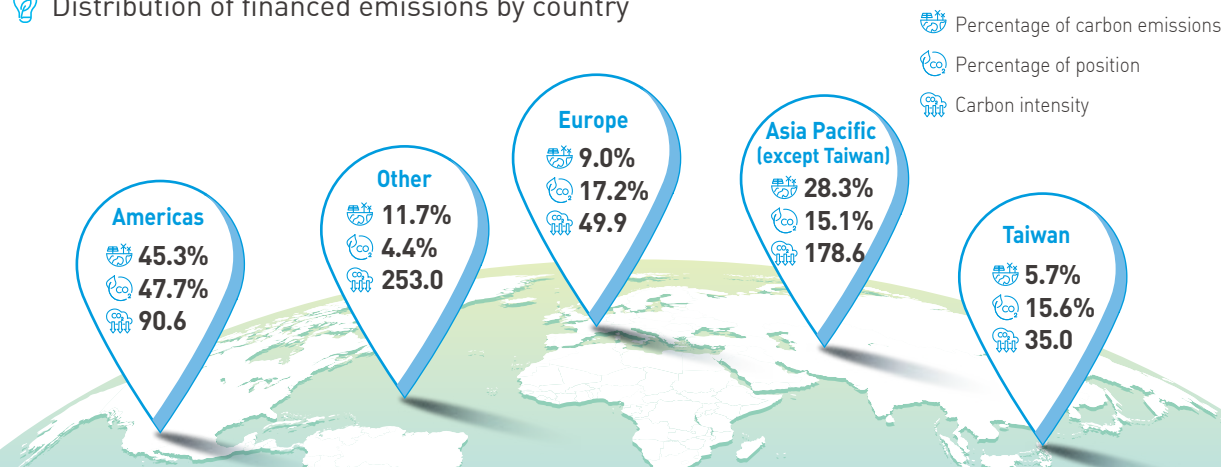 Distribution of financed emissions by country
Percentage of carbon emissions
Percentage of position
Carbon intensity
Americas
45.3%
47.7%
90.6
Other
11.7%
4.4%
253.0
Europe
9.0%
17.2%
49.9
Asia Pacific
(except Taiwan)
28.3%
15.1%
178.6
Taiwan
5.7%
15.6%
35.0